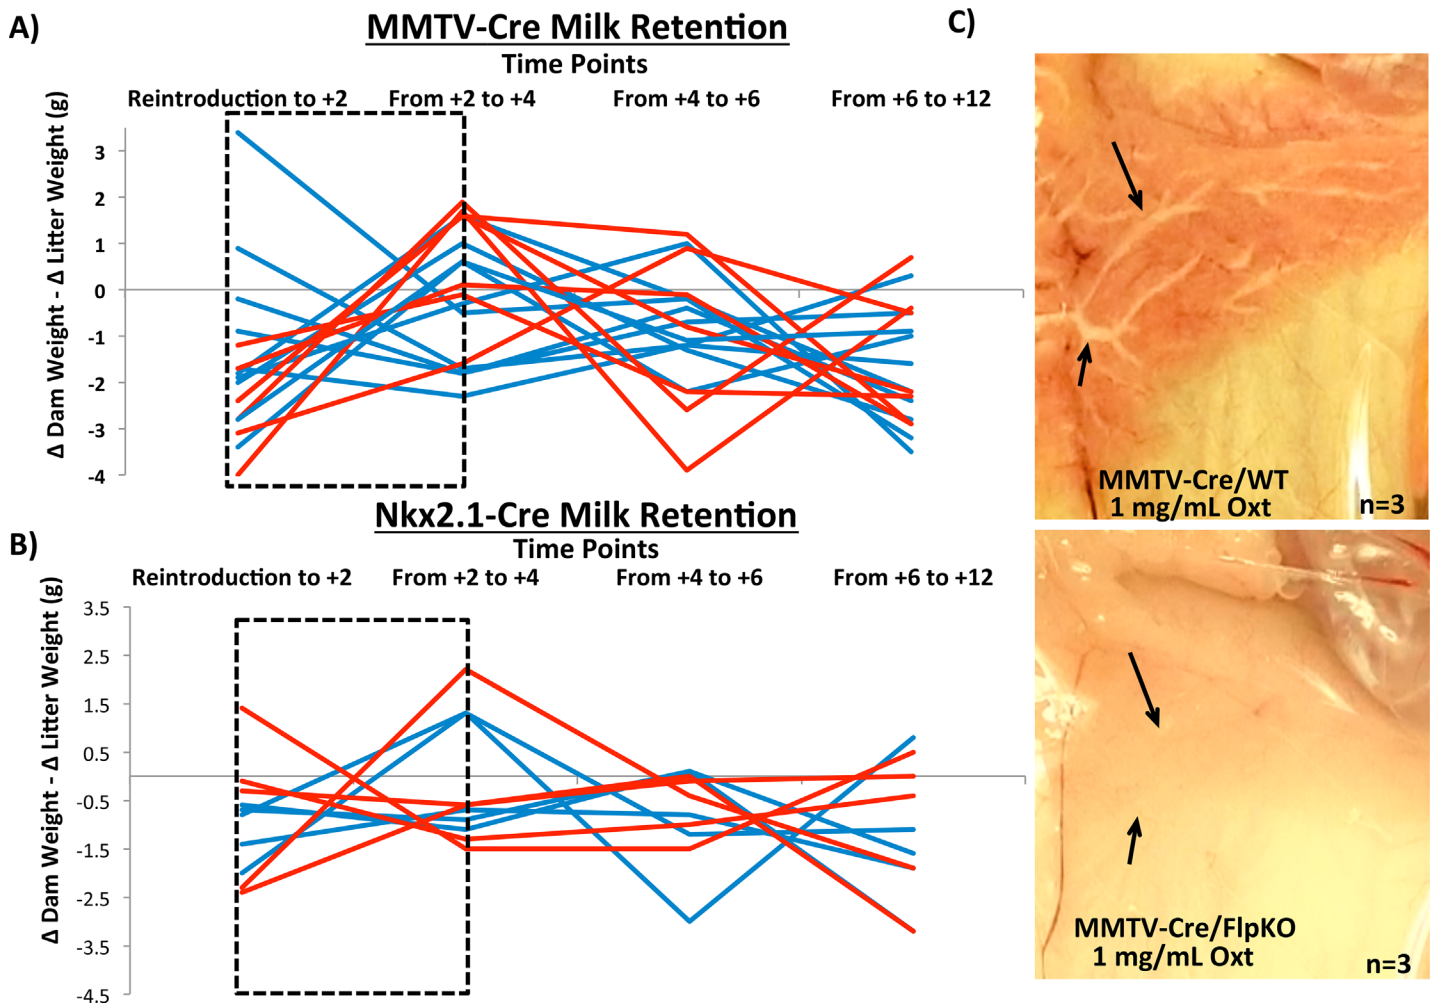 A)
MMTV-Cre Milk Retention
Time Points
Reintroduction to +2 From +2 to +4 From +4 to +6 From +6 to +12
Δ Dam Weight - Δ Litter Weight (g)
3
2
1
0
-1
-2
-3
-4
B)
Nkx2.1-Cre Milk Retention
Time Points
Reintroduction to +2 From +2 to +4 From +4 to +6 From +6 to +12
Δ Dam Weight - Δ Litter Weight (g)
3.5
2.5
1.5
0.5
-0.5
-1.5
-2.5
-3.5
-4.5
C)
MMTV-Cre/WT
1 mg/mL Oxt
n=3
MMTV-Cre/FlpKO
1 mg/mL Oxt
n=3